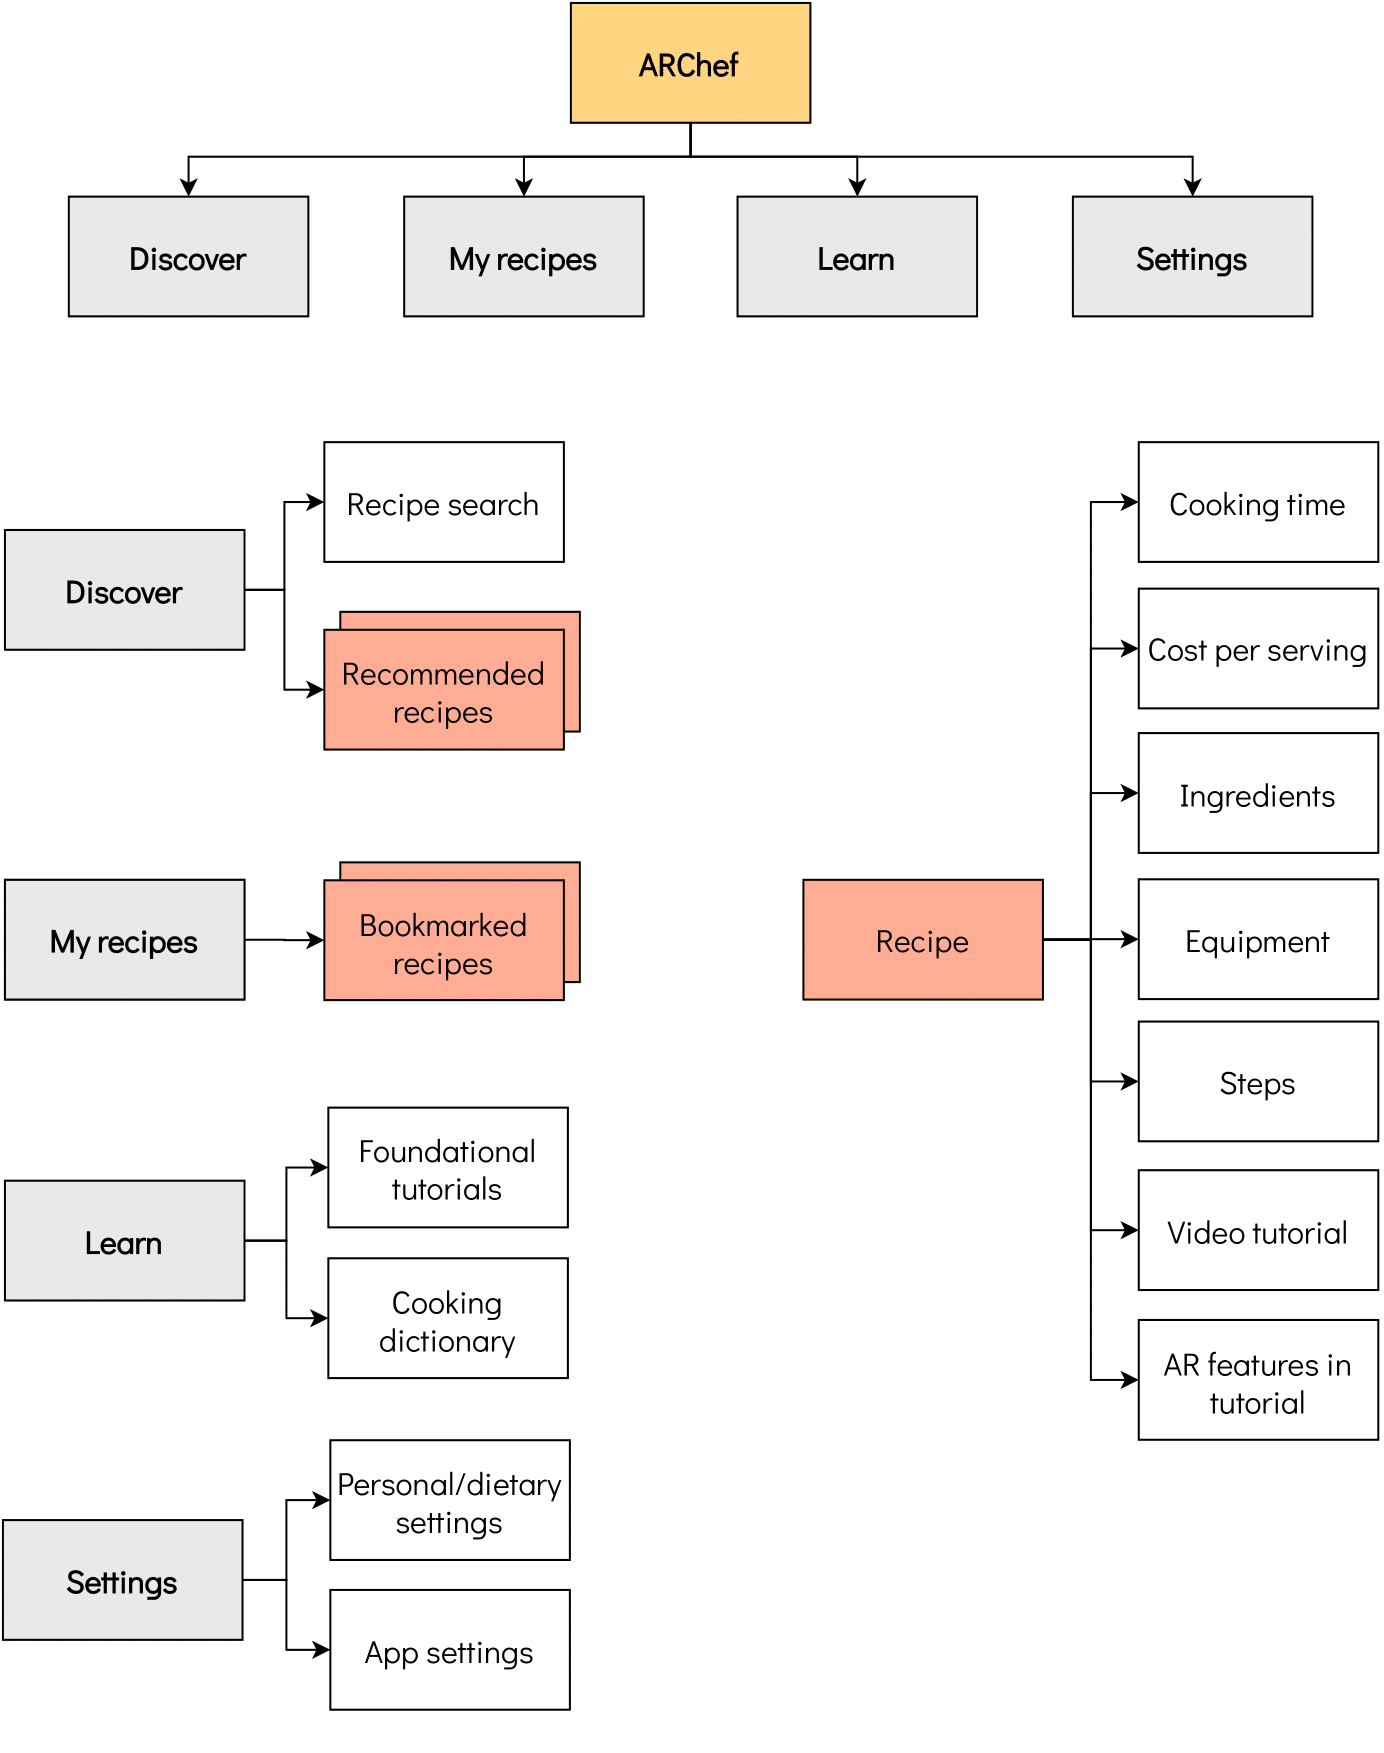 ARChef
Discover
My recipes
Learn
Settings
Discover
Recipe search
Recommended
recipes
My recipes
Bookmarked
recipes
Learn
Foundational
tutorials
Cooking
dictionary
Settings
Personal/dietary
settings
App settings
Recipe
Cooking time
Cost per serving
Ingredients
Equipment
Steps
Video tutorial
AR features in
tutorial